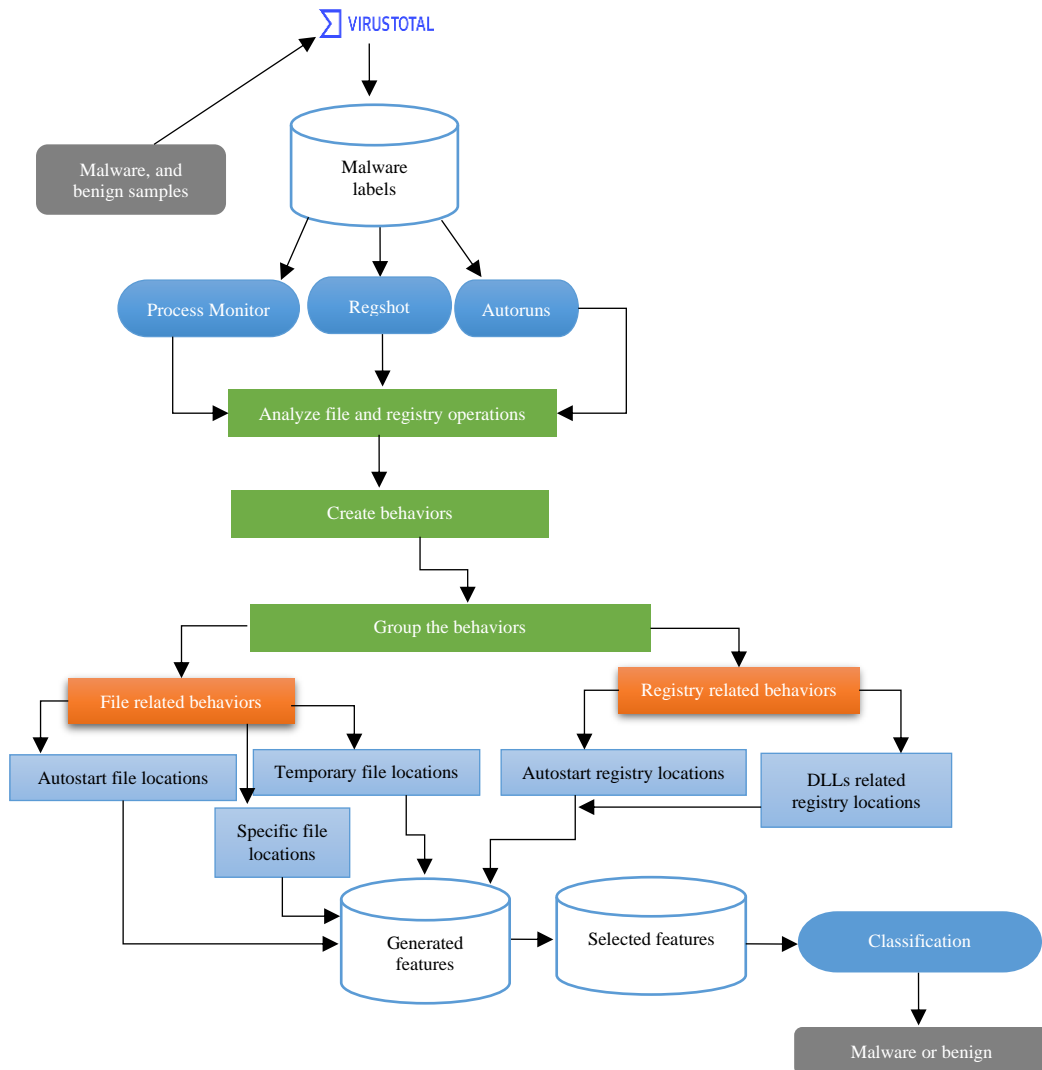 VIRUSTOTAL
Malware, and
benign samples
Malware
labels
Process Monitor
Regshot
Autoruns
Analyze file and registry operations
Create behaviors
Group the behaviors
File related behaviors
Registry related behaviors
Autostart file locations
Temporary file locations
Autostart registry locations
DLLs related
registry locations
Specific file
locations
Generated
features
Selected features
Classification
Malware or benign